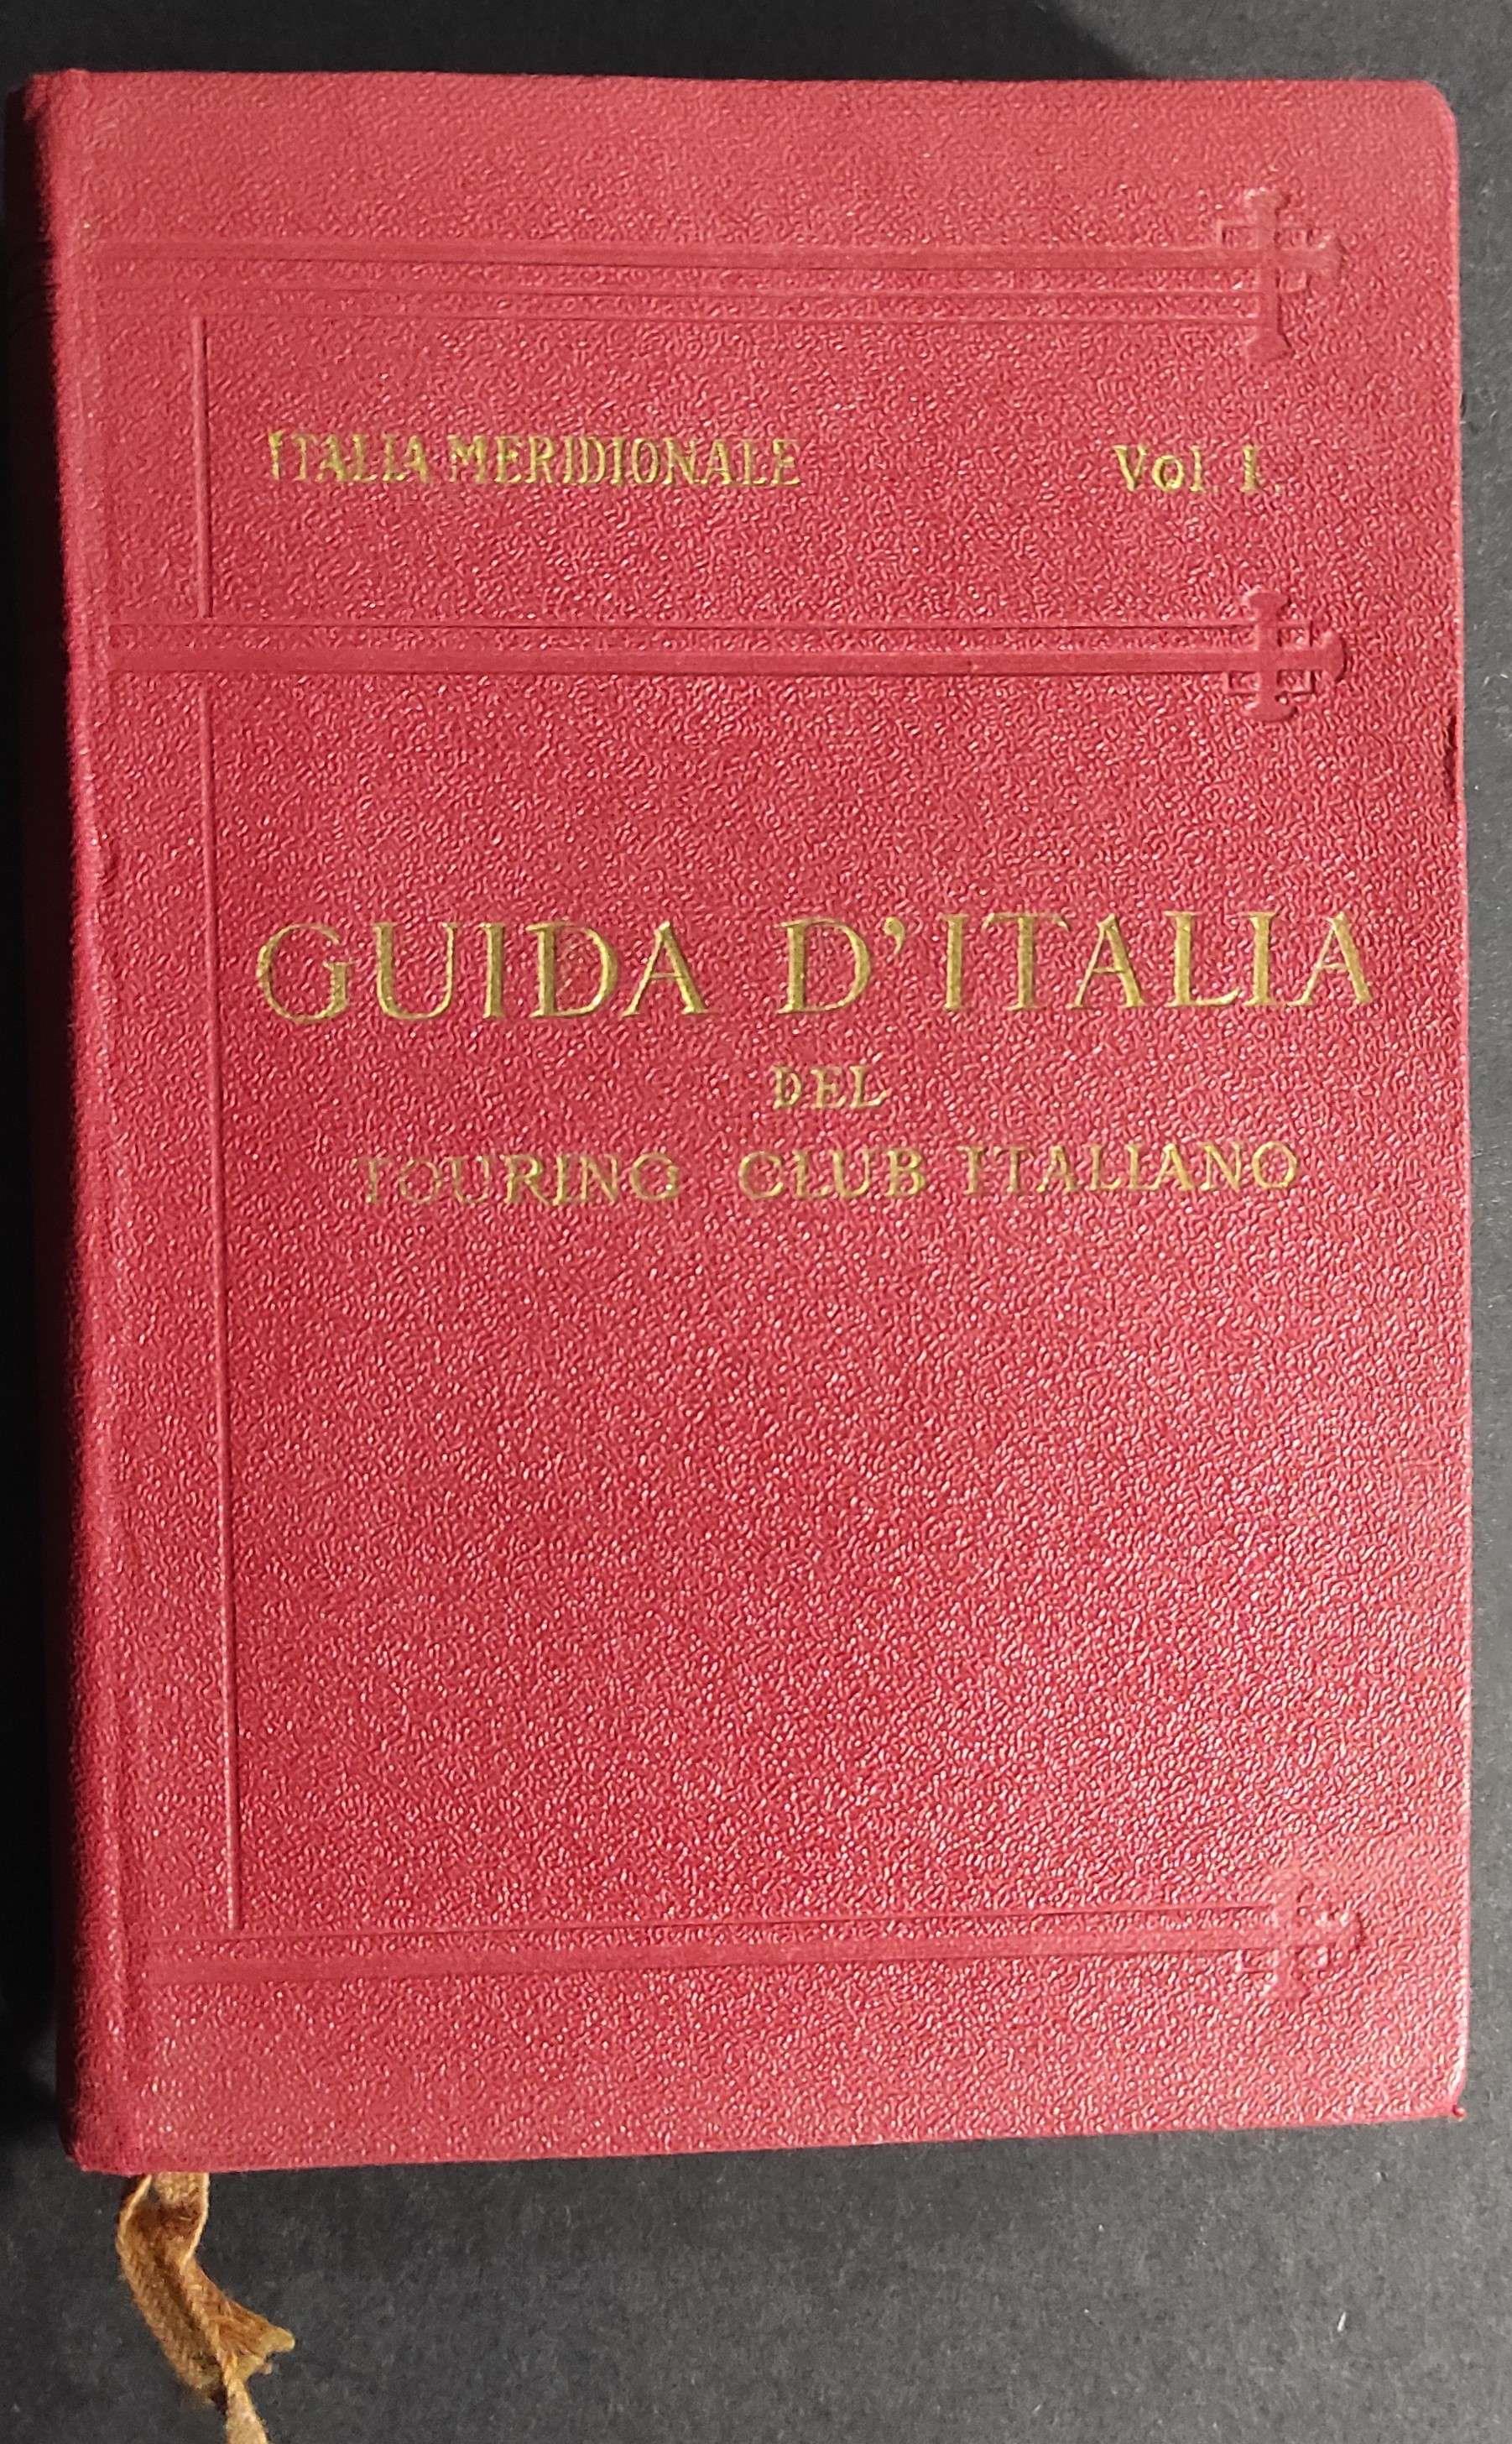 ITALIA MERIDIONALE Vol. I.
GUIDA D'ITALIA
DEL
TOURING CLUB ITALIANO